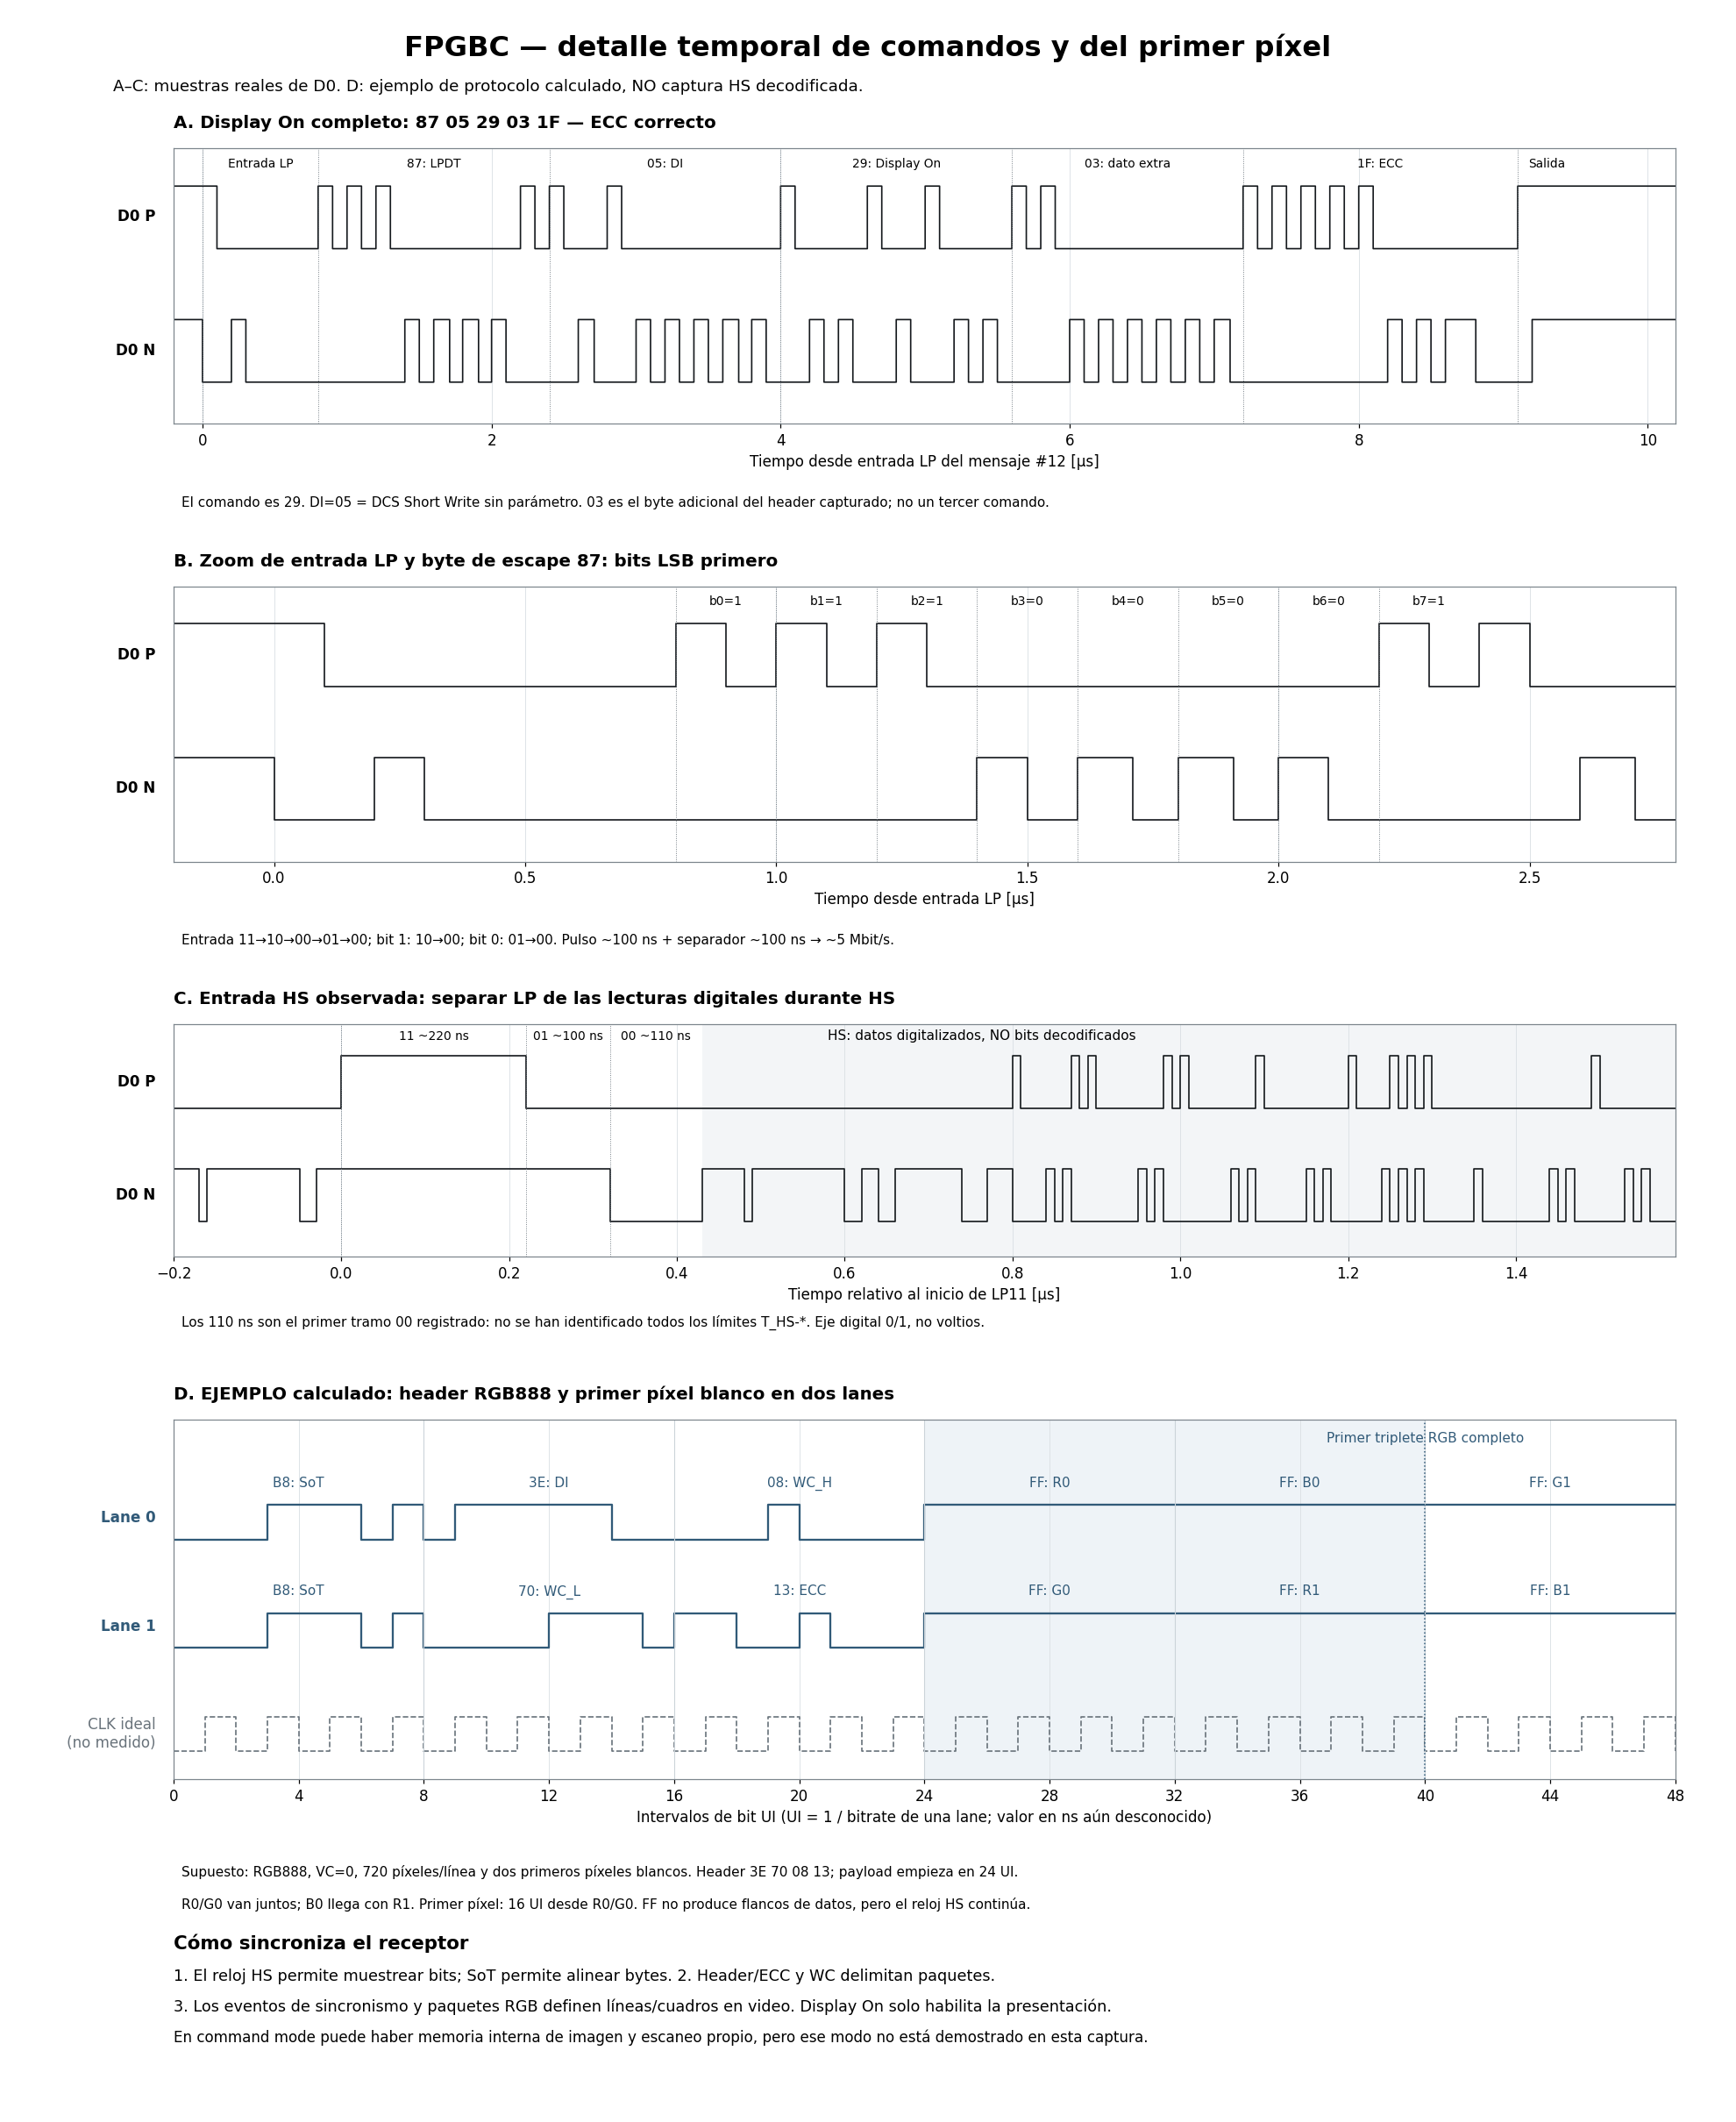 FPGBC — detalle temporal de comandos y del primer píxel
A–C: muestras reales de D0. D: ejemplo de protocolo calculado, NO captura HS decodificada.
A. Display On completo: 87 05 29 03 1F — ECC correcto
Entrada LP 87: LPDT 05: DI 29: Display On 03: dato extra 1F: ECC Salida
D0 P
D0 N
0 2 4 6 8 10
Tiempo desde entrada LP del mensaje #12 [µs]
El comando es 29. DI=05 = DCS Short Write sin parámetro. 03 es el byte adicional del header capturado; no un tercer comando.
B. Zoom de entrada LP y byte de escape 87: bits LSB primero
b0=1 b1=1 b2=1 b3=0 b4=0 b5=0 b6=0 b7=1
D0 P
D0 N
0.0 0.5 1.0 1.5 2.0 2.5
Tiempo desde entrada LP [µs]
Entrada 11→10→00→01→00; bit 1: 10→00; bit 0: 01→00. Pulso ~100 ns + separador ~100 ns → ~5 Mbit/s.
C. Entrada HS observada: separar LP de las lecturas digitales durante HS
11 ~220 ns 01 ~100 ns 00 ~110 ns HS: datos digitalizados, NO bits decodificados
D0 P
D0 N
−0.2 0.0 0.2 0.4 0.6 0.8 1.0 1.2 1.4
Tiempo relativo al inicio de LP11 [µs]
Los 110 ns son el primer tramo 00 registrado: no se han identificado todos los límites T_HS-*. Eje digital 0/1, no voltios.
D. EJEMPLO calculado: header RGB888 y primer píxel blanco en dos lanes
Primer triplete RGB completo
B8: SoT 3E: DI 08: WC_H FF: R0 FF: B0 FF: G1
Lane 0
B8: SoT 70: WC_L 13: ECC FF: G0 FF: R1 FF: B1
Lane 1
CLK ideal
(no medido)
0 4 8 12 16 20 24 28 32 36 40 44 48
Intervalos de bit UI (UI = 1 / bitrate de una lane; valor en ns aún desconocido)
Supuesto: RGB888, VC=0, 720 píxeles/línea y dos primeros píxeles blancos. Header 3E 70 08 13; payload empieza en 24 UI.
R0/G0 van juntos; B0 llega con R1. Primer píxel: 16 UI desde R0/G0. FF no produce flancos de datos, pero el reloj HS continúa.
Cómo sincroniza el receptor
1. El reloj HS permite muestrear bits; SoT permite alinear bytes. 2. Header/ECC y WC delimitan paquetes.
3. Los eventos de sincronismo y paquetes RGB definen líneas/cuadros en video. Display On solo habilita la presentación.
En command mode puede haber memoria interna de imagen y escaneo propio, pero ese modo no está demostrado en esta captura.